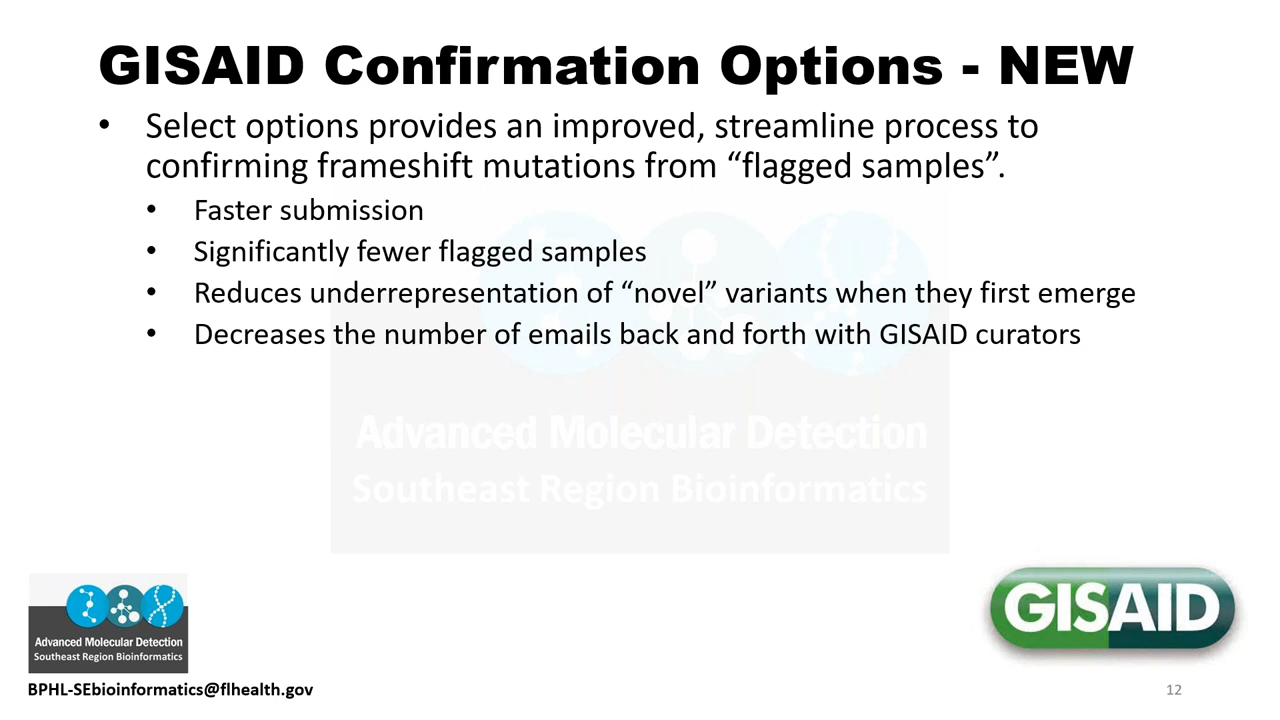 GISAID Confirmation Options - NEW
• Select options provides an improved, streamline process to
confirming frameshift mutations from “flagged samples”.
• Faster submission
• Significantly fewer flagged samples
• Reduces underrepresentation of “novel” variants when they first emerge
• Decreases the number of emails back and forth with GISAID curators
Advanced Molecular Detection
Southeast Region Bioinformatics
Advanced Molecular Detection
Southeast Region Bioinformatics
GISAID
BPHL-SEbioinformatics@flhealth.gov
12